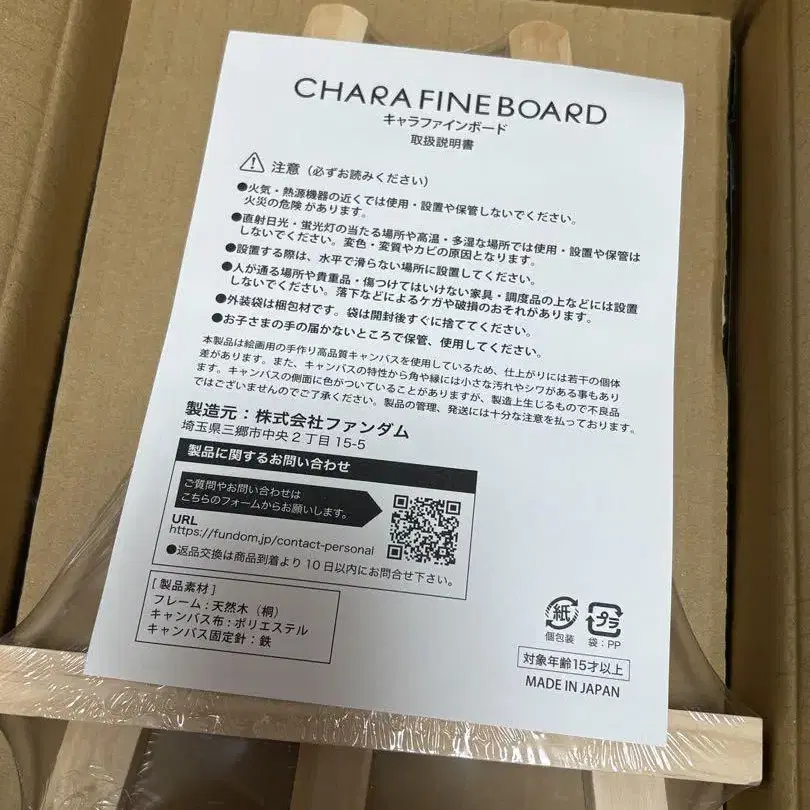 CHARA FINE BOARD
キャラファインボード
取扱説明書
注意（必ずお読みください）
●火気・熱源機器の近くでは使用・設置や保管しないでください。
火災の危険 があります。
●直射日光・蛍光灯の当たる場所や高温・多湿な場所では使用・設置や保管は
しないでください。変色・変質やカビの原因となります。
●設置する際は、水平で滑らない場所に設置してください。
●人が通る場所や貴重品・傷つけてはいけない家具・調度品の上などには設置
しないでください。落下などによるケガや破損のおそれがあります。
●外装袋は梱包材です。袋は開封後すぐに捨ててください。
●お子さまの手の届かないところで保管、使用してください。
本製品は絵画用の手作り高品質キャンバスを使用しているため、仕上がりには若干の個体
差があります。また、キャンバスの特性から角や縁には小さな汚れやシワがある事もあり
ます。キャンバスの側面に色がついていることがありますが、製造上生じるもので不良品
ではございませんのでご了承ください。製品の管理、発送には十分な注意を払っております。
製造元：株式会社ファンダム
埼玉県三郷市中央２丁目 15-5
製品に関するお問い合わせ
ご質問やお問い合わせは
こちらのフォームからお願いします。
URL
https://fundom.jp/contact-personal
●返品交換は商品到着より 10 日以内にお問合せ下さい。
[ 製品素材 ]
フレーム : 天然木（桐）
キャンバス布 : ポリエステル
キャンバス固定針 : 鉄
紙
個包装
プラ
袋 : PP
対象年齢15才以上
MADE IN JAPAN